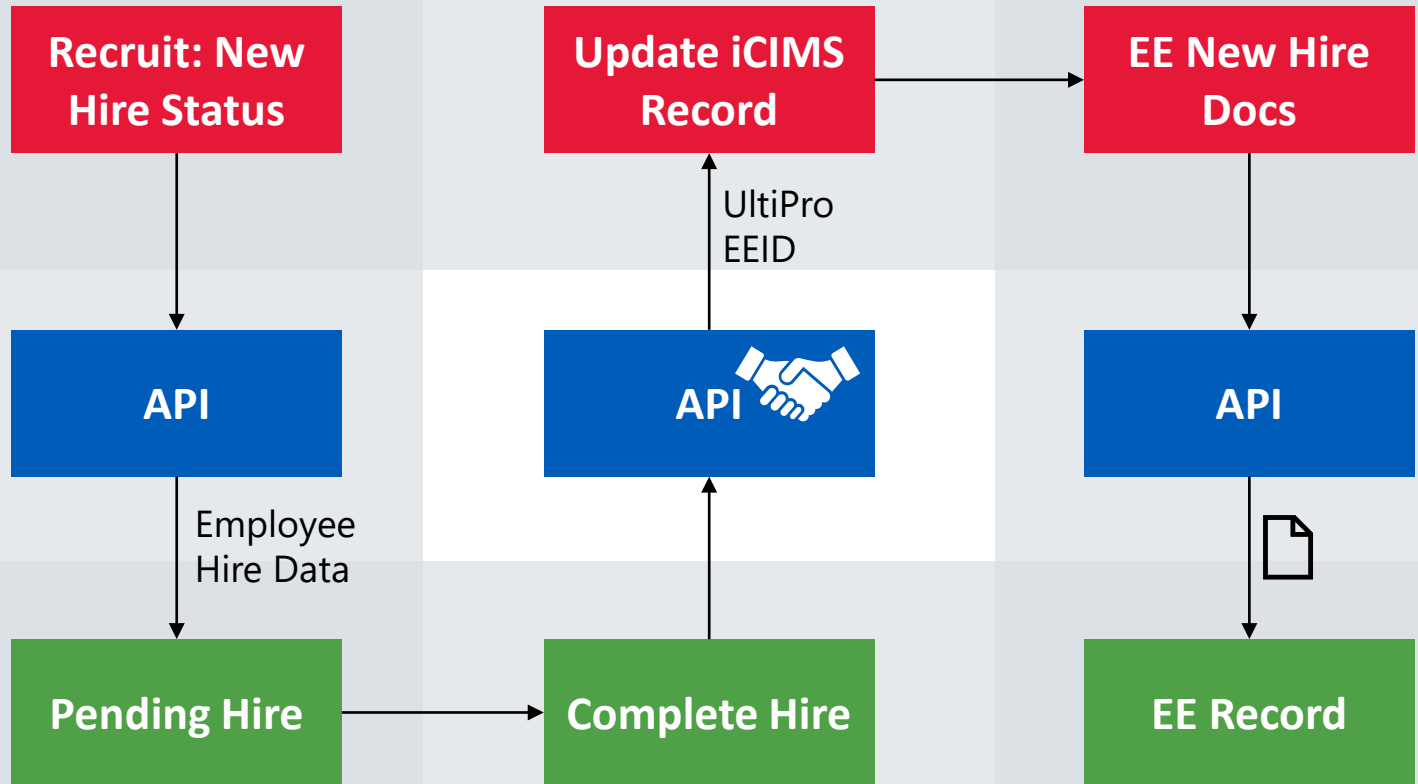 Recruit: New
Hire Status
Update iCIMS
Record
EE New Hire
Docs
UltiPro
EEID
API
API
API
Employee
Hire Data
Pending Hire
Complete Hire
EE Record